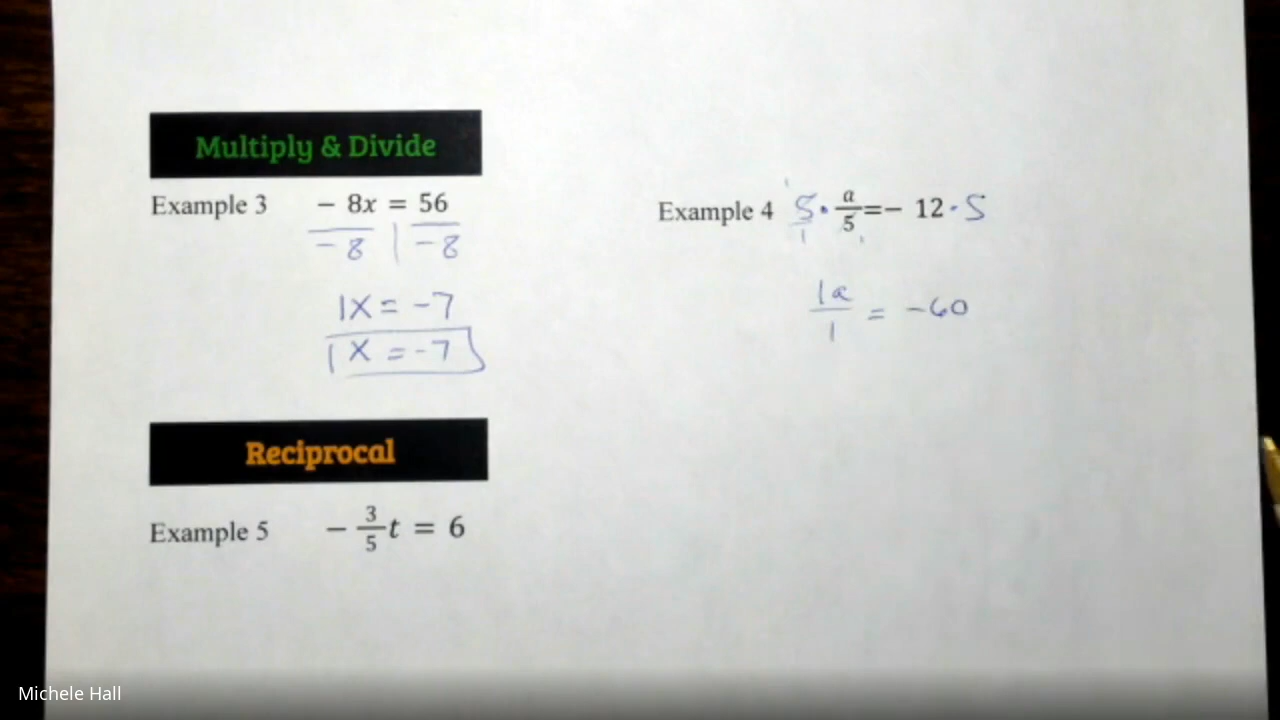 Multiply & Divide
Example 3 − 8x = 56
−8 | −8
1x = −7
x = −7
Example 4 5 · a/5 = − 12 · 5
1a/1 = −60
Reciprocal
Example 5 − 3/5 t = 6
Michele Hall